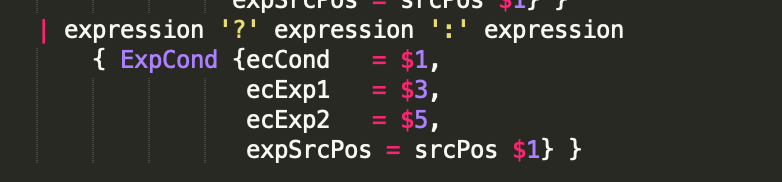 expSrcPos = srcPos $1} }
| expression '?' expression ':' expression
{ ExpCond {ecCond = $1,
ecExp1 = $3,
ecExp2 = $5,
expSrcPos = srcPos $1} }